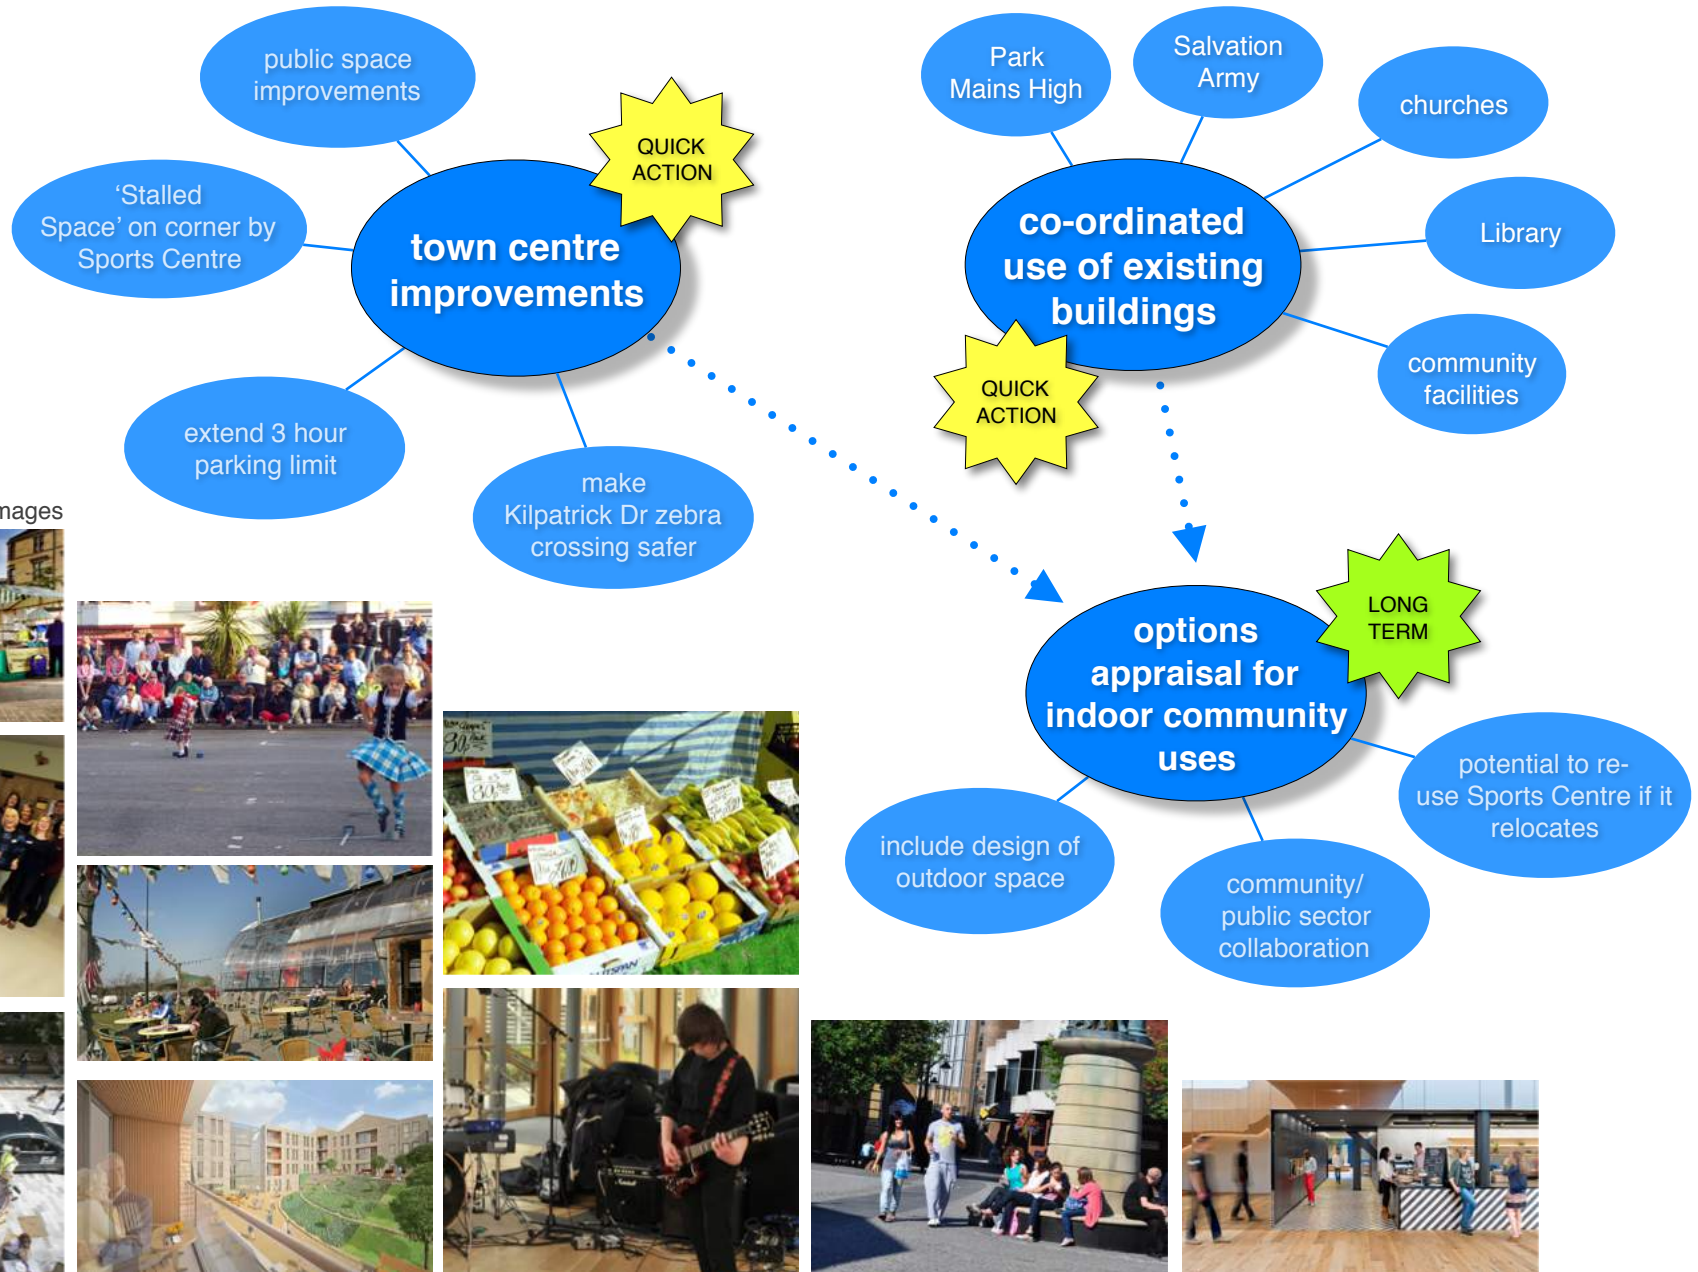 public space
improvements
QUICK
ACTION
'Stalled
Space' on corner by
Sports Centre
town centre
improvements
extend 3 hour
parking limit
make
Kilpatrick Dr zebra
crossing safer
Park
Mains High
Salvation
Army
churches
Library
co-ordinated
use of existing
buildings
QUICK
ACTION
community
facilities
LONG
TERM
options
appraisal for
indoor community
uses
potential to re-
use Sports Centre if it
relocates
include design of
outdoor space
community/
public sector
collaboration
80p
80p